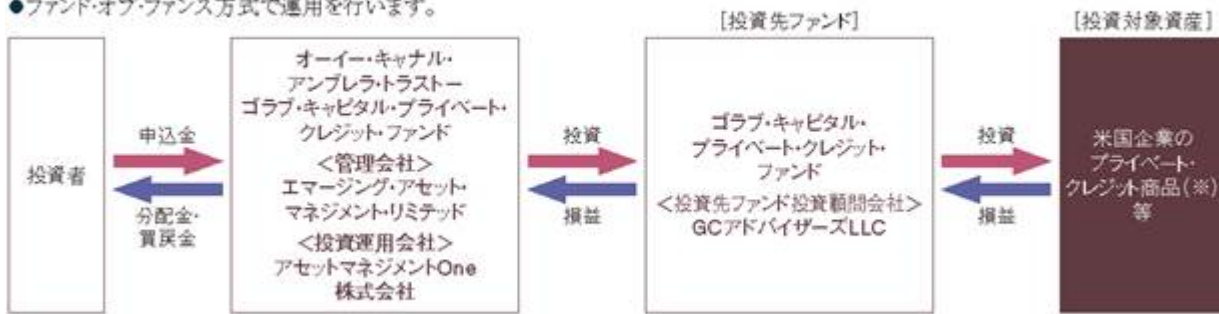 ●ファンド・オブ・ファンズ方式で運用を行います。
[投資先ファンド]
[投資対象資産]
投資者
申込金
分配金・
買戻金
オーイー・キャナル・
アンブレラ・トラストー
ゴラブ・キャピタル・プライベート・
クレジット・ファンド
<管理会社>
エマージング・アセット・
マネジメント・リミテッド
<投資運用会社>
アセットマネジメントOne
株式会社
投資
損益
ゴラブ・キャピタル・
プライベート・クレジット・
ファンド
<投資先ファンド投資顧問会社>
GCアドバイザーズLLC
投資
損益
米国企業の
プライベート・
クレジット商品(※)
等